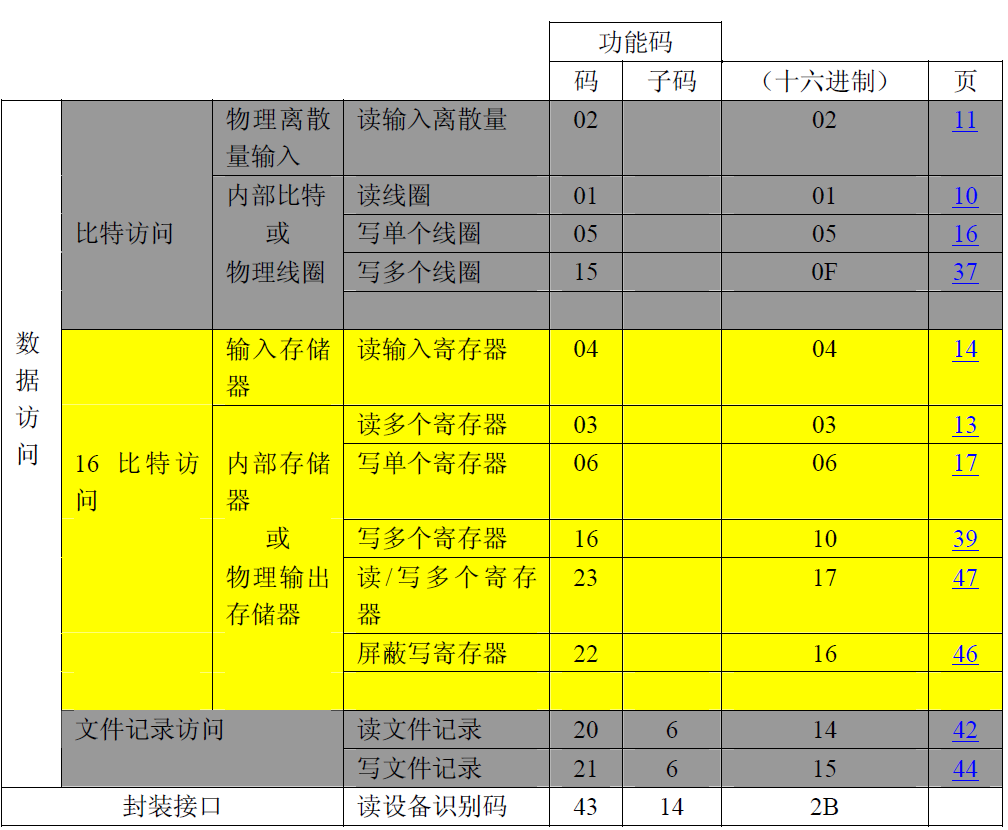 功能码
码 子码 （十六进制） 页
物理离散 读输入离散量 02 02 11
量输入
内部比特 读线圈 01 01 10
比特访问 或 写单个线圈 05 05 16
物理线圈 写多个线圈 15 0F 37
数 输入存储 读输入寄存器 04 04 14
据 器
访 读多个寄存器 03 03 13
问 16 比特访 内部存储 写单个寄存器 06 06 17
问 器
或 写多个寄存器 16 10 39
物理输出 读/写多个寄存 23 17 47
存储器 器
屏蔽写寄存器 22 16 46
文件记录访问 读文件记录 20 6 14 42
写文件记录 21 6 15 44
封装接口 读设备识别码 43 14 2B